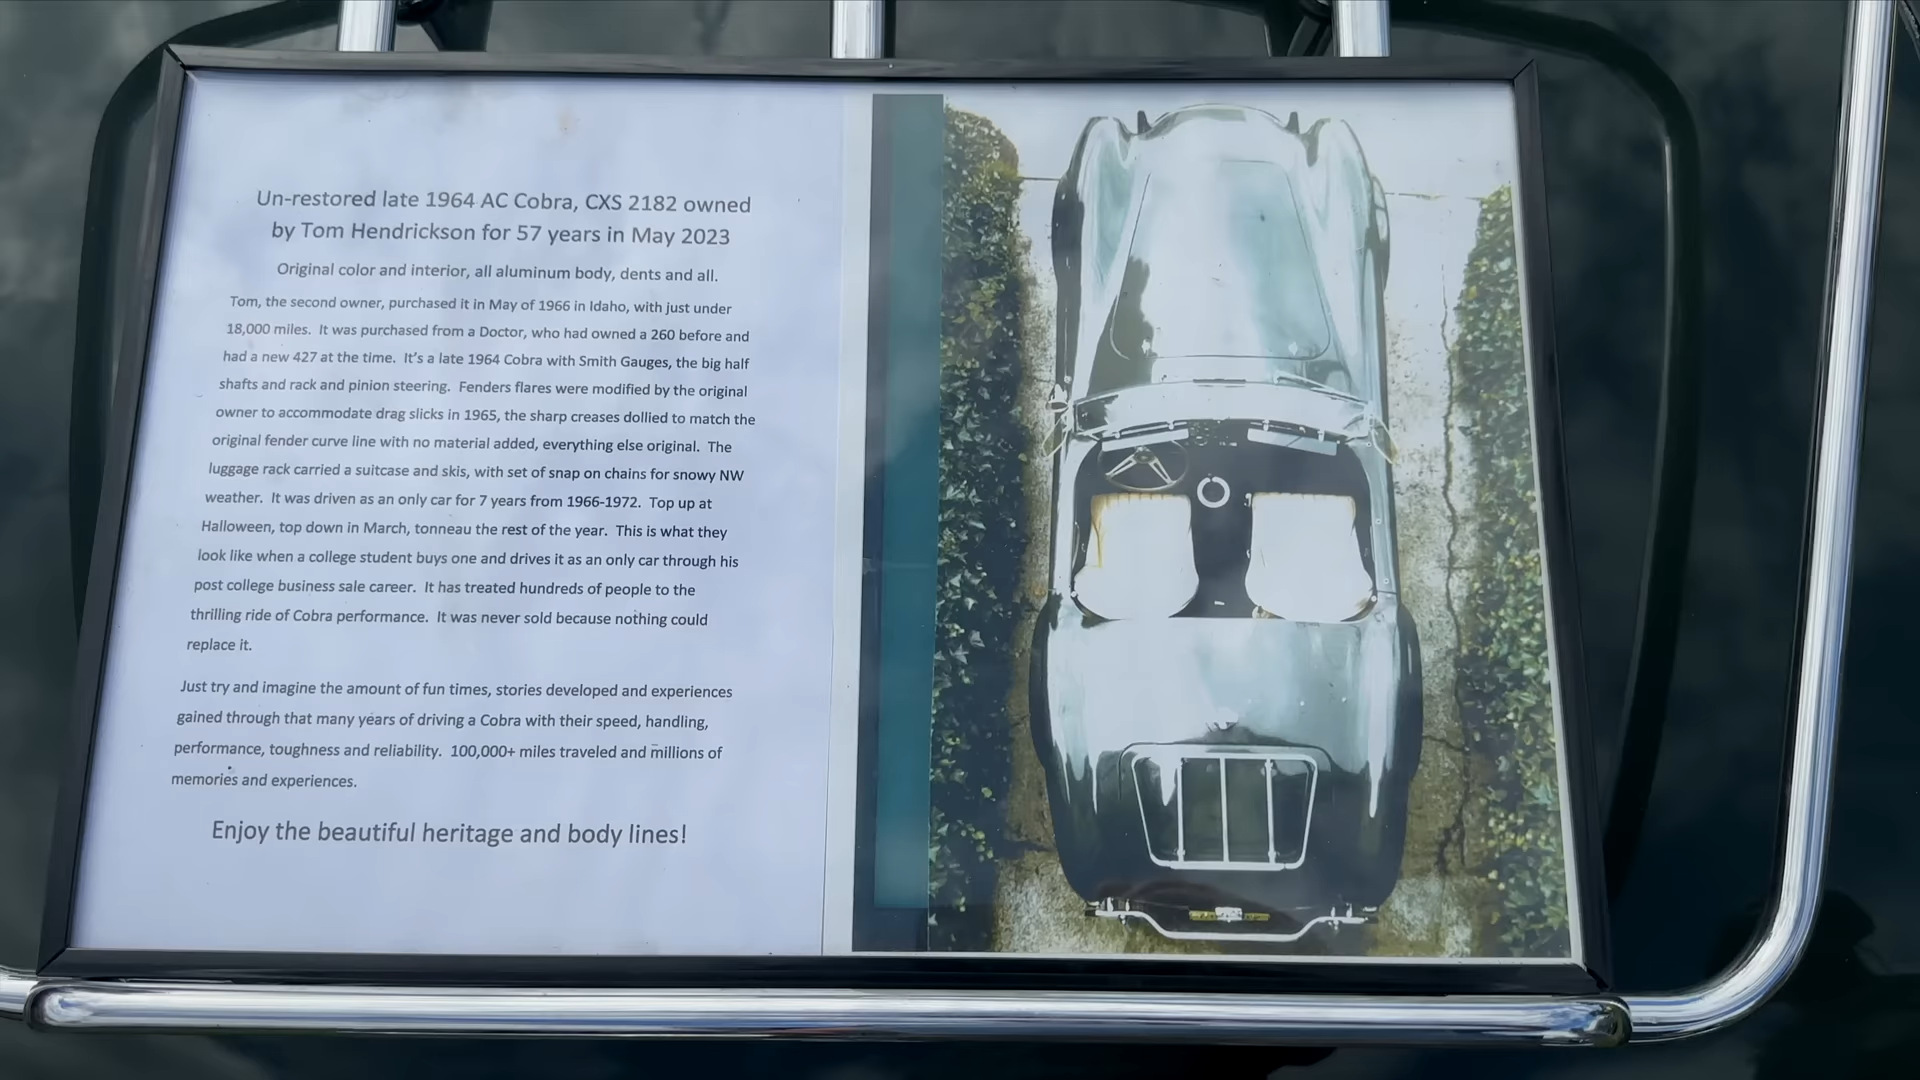 Un-restored late 1964 AC Cobra, CXS 2182 owned
by Tom Hendrickson for 57 years in May 2023
Original color and interior, all aluminum body, dents and all.
Tom, the second owner, purchased it in May of 1966 in Idaho, with just under
18,000 miles. It was purchased from a Doctor, who had owned a 260 before and
had a new 427 at the time. It's a late 1964 Cobra with Smith Gauges, the big half
shafts and rack and pinion steering. Fenders flares were modified by the original
owner to accommodate drag slicks in 1965, the sharp creases dollied to match the
original fender curve line with no material added, everything else original. The
luggage rack carried a suitcase and skis, with set of snap on chains for snowy NW
weather. It was driven as an only car for 7 years from 1966-1972. Top up at
Halloween, top down in March, tonneau the rest of the year. This is what they
look like when a college student buys one and drives it as an only car through his
post college business sale career. It has treated hundreds of people to the
thrilling ride of Cobra performance. It was never sold because nothing could
replace it.
Just try and imagine the amount of fun times, stories developed and experiences
gained through that many years of driving a Cobra with their speed, handling,
performance, toughness and reliability. 100,000+ miles traveled and millions of
memories and experiences.
Enjoy the beautiful heritage and body lines!